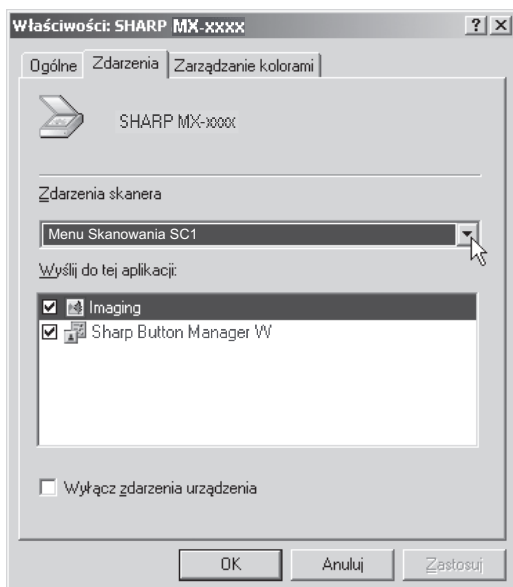 Właściwości: SHARP MX-xxxx
Ogólne Zdarzenia Zarządzanie kolorami
SHARP MX-xxxx
Zdarzenia skanera
Menu Skanowania SC1
Wyślij do tej aplikacji:
Imaging
Sharp Button Manager W
Wyłącz zdarzenia urządzenia
OK Anuluj Zastosuj